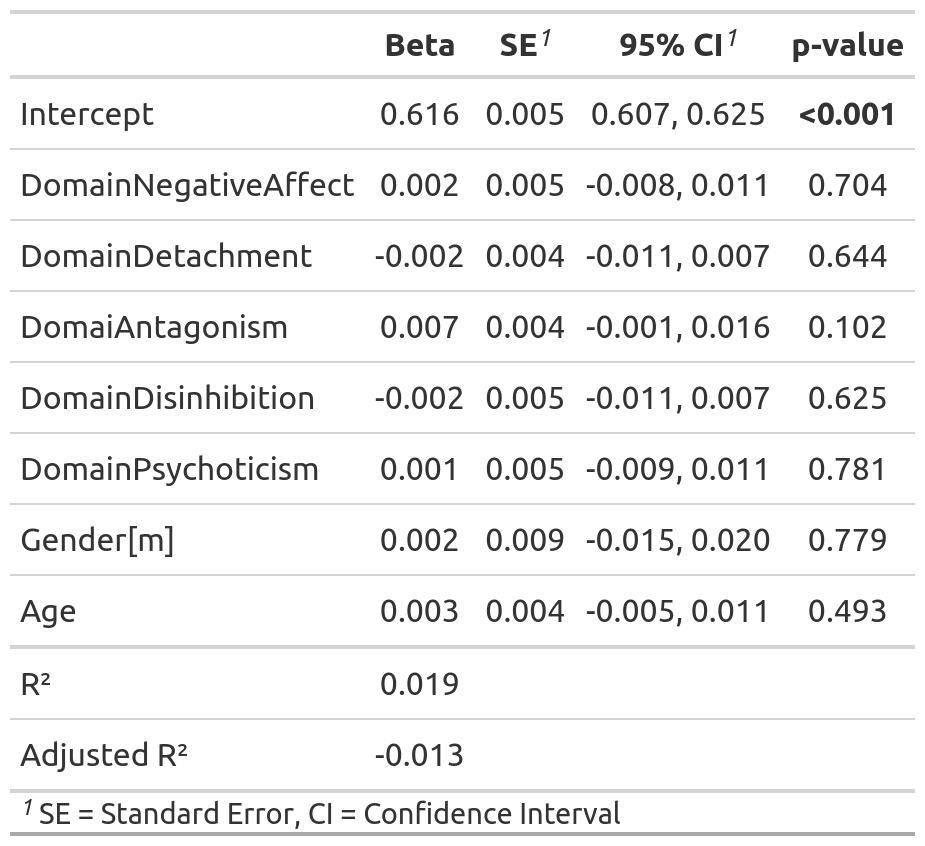 Beta SE1 95% CI1 p-value
Intercept 0.616 0.005 0.607, 0.625 <0.001
DomainNegativeAffect 0.002 0.005 -0.008, 0.011 0.704
DomainDetachment -0.002 0.004 -0.011, 0.007 0.644
DomaiAntagonism 0.007 0.004 -0.001, 0.016 0.102
DomainDisinhibition -0.002 0.005 -0.011, 0.007 0.625
DomainPsychoticism 0.001 0.005 -0.009, 0.011 0.781
Gender[m] 0.002 0.009 -0.015, 0.020 0.779
Age 0.003 0.004 -0.005, 0.011 0.493
R² 0.019
Adjusted R² -0.013
1 SE = Standard Error, CI = Confidence Interval